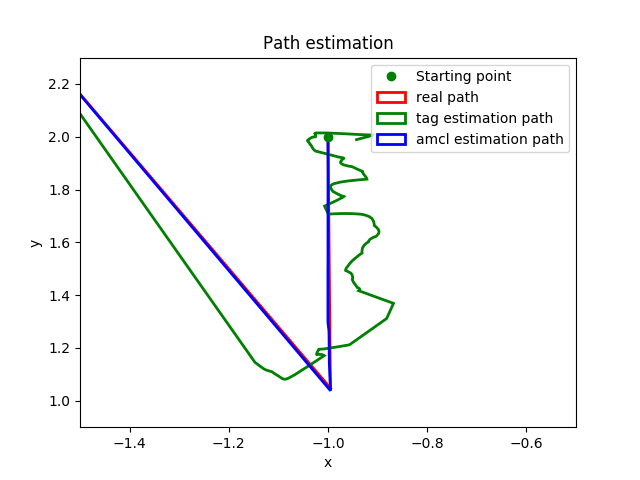 Path estimation
Starting point
real path
tag estimation path
amcl estimation path
2.2
2.0
1.8
1.6
1.4
1.2
1.0
y
−1.4
−1.2
−1.0
−0.8
−0.6
x